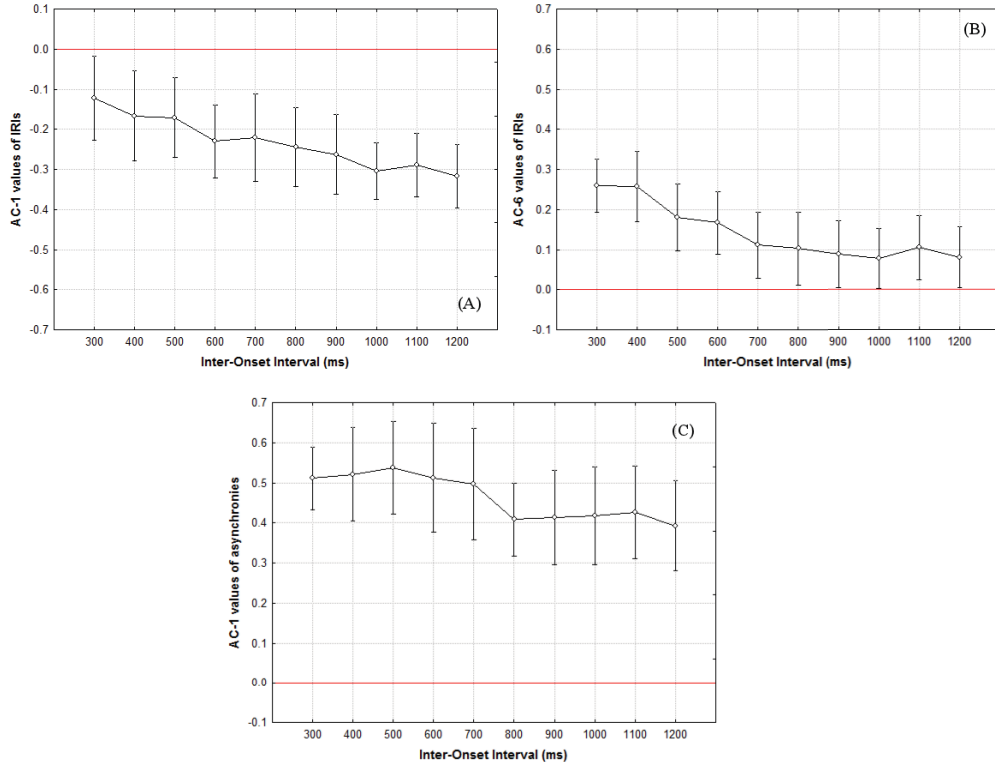 0.1
0.0
-0.1
-0.2
-0.3
-0.4
-0.5
-0.6
-0.7
AC-1 values of IRIs
(A)
300 400 500 600 700 800 900 1000 1100 1200
Inter-Onset Interval (ms)
0.7
0.6
0.5
0.4
0.3
0.2
0.1
0.0
-0.1
AC-6 values of IRIs
(B)
300 400 500 600 700 800 900 1000 1100 1200
Inter-Onset Interval (ms)
0.7
0.6
0.5
0.4
0.3
0.2
0.1
0.0
-0.1
AC-1 values of asynchronies
(C)
300 400 500 600 700 800 900 1000 1100 1200
Inter-Onset Interval (ms)